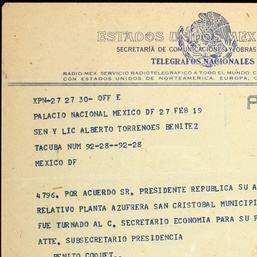 ESTADOS UNIDOS MEX
SECRETARÍA DE COMUNICACIONES Y OBRAS
TELEGRAFOS NACIONALES
RADIO-MEX SERVICIO RADIOTELEGRAFICO A TODO EL MUNDO
ESTADOS UNIDOS DE NORTEAMERICA, EUROPA,
XPN-27 27 30- OFF E
PALACIO NACIONAL MEXICO DF 27 FEB 19
SEN Y LIC ALBERTO TORRENOES BENITEZ
TACUBA NUM 92-28--92-28
MEXICO DF
4796. POR ACUERDO SR. PRESIDENTE REPUBLICA SU A
RELATIVO PLANTA AZUFRERA SAN CRISTOBAL MUNICIPI
FUE TURNADO AL C. SECRETARIO ECONOMIA PARA SU
ATTE. SUBSECRETARIO PRESIDENCIA
BENITO COQUET.